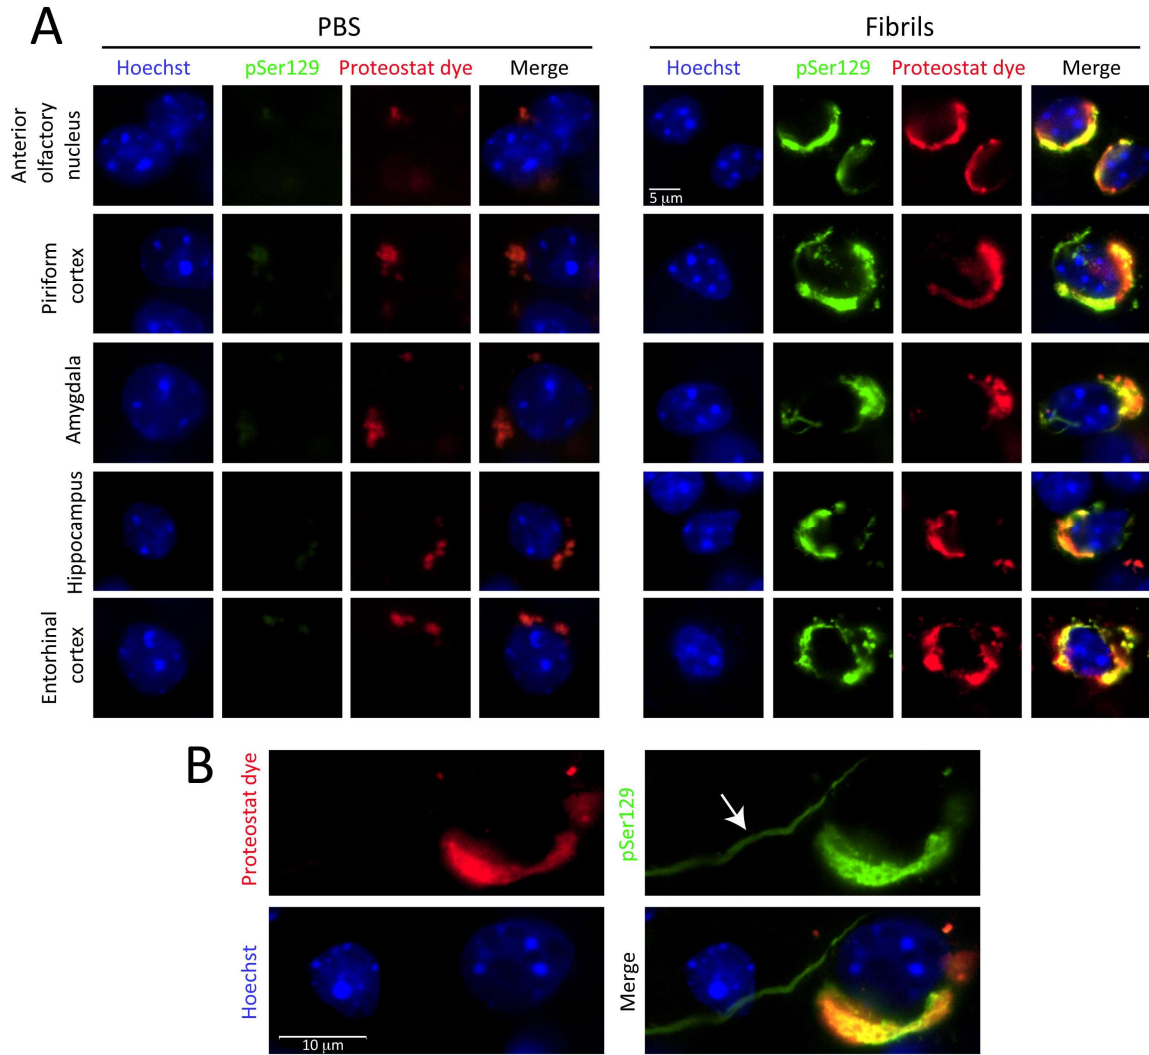 A
PBS
Fibrils
Hoechst pSer129 Proteostat dye Merge
Hoechst pSer129 Proteostat dye Merge
Anterior
olfactory
nucleus
5 μm
Piriform
cortex
Amygdala
Hippocampus
Entorhinal
cortex
B
Proteostat dye
pSer129
Hoechst
10 μm
Merge